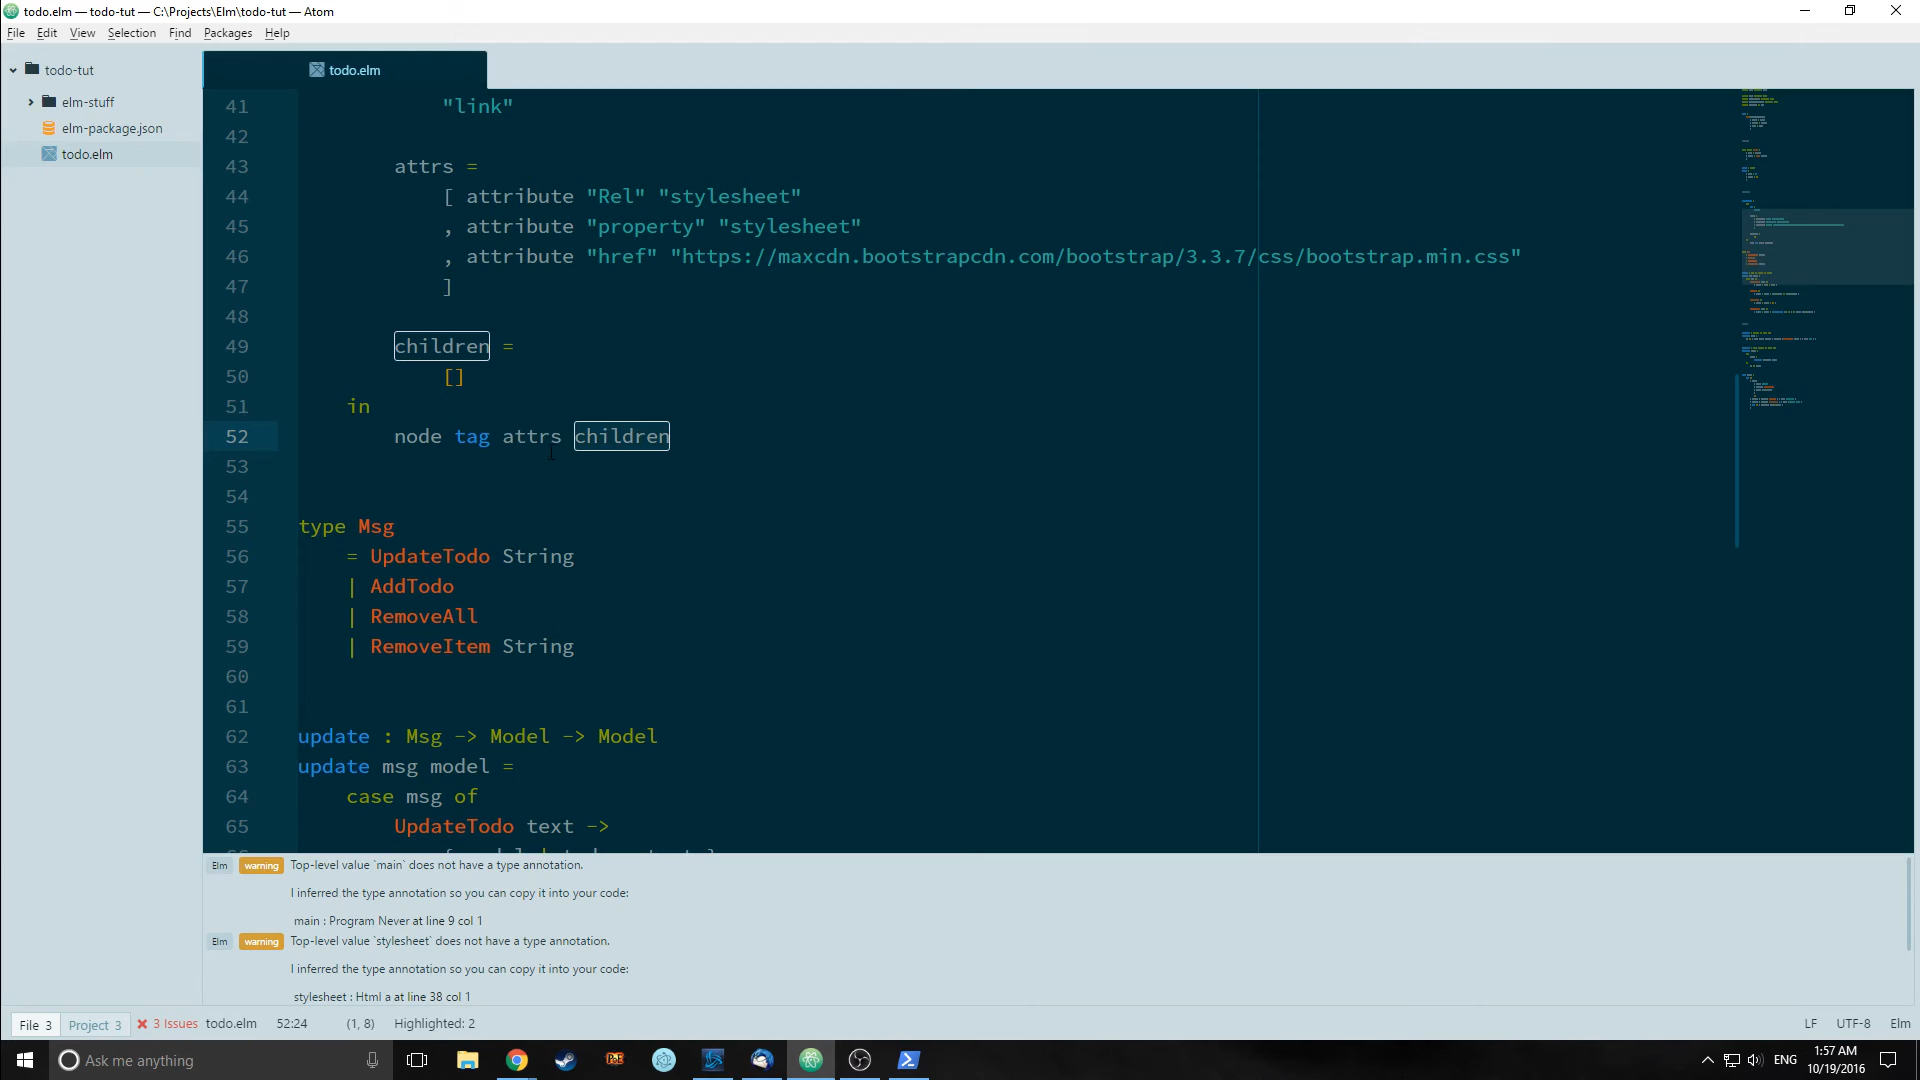 todo.elm — todo-tut — C:\Projects\Elm\todo-tut — Atom
File Edit View Selection Find Packages Help
todo-tut
elm-stuff
elm-package.json
todo.elm
todo.elm
41 "link"
42
43 attrs =
44 [ attribute "Rel" "stylesheet"
45 , attribute "property" "stylesheet"
46 , attribute "href" "https://maxcdn.bootstrapcdn.com/bootstrap/3.3.7/css/bootstrap.min.css"
47 ]
48
49 children =
50 []
51 in
52 node tag attrs children
53
54
55 type Msg
56 = UpdateTodo String
57 | AddTodo
58 | RemoveAll
59 | RemoveItem String
60
61
62 update : Msg -> Model -> Model
63 update msg model =
64 case msg of
65 UpdateTodo text ->
Elm warning Top-level value `main` does not have a type annotation.
I inferred the type annotation so you can copy it into your code:
main : Program Never at line 9 col 1
Elm warning Top-level value `stylesheet` does not have a type annotation.
I inferred the type annotation so you can copy it into your code:
stylesheet : Html a at line 38 col 1
File 3 Project 3 3 Issues todo.elm 52:24 (1, 8) Highlighted: 2 LF UTF-8 Elm
Ask me anything
ENG 1:57 AM
10/19/2016